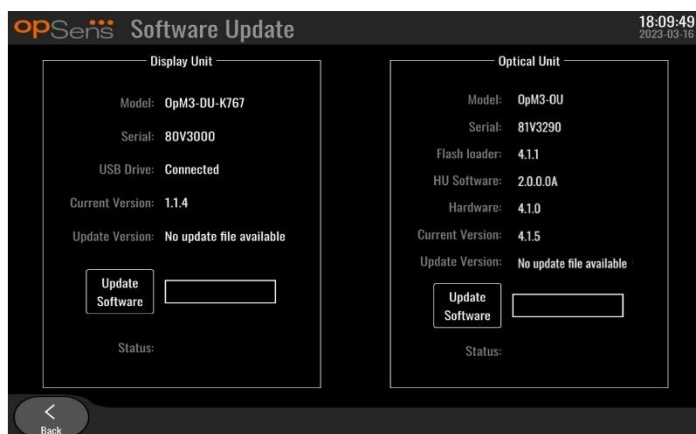 opSens Software Update
18:09:49
2023-03-16
Display Unit
Model: OpM3-DU-K767
Serial: 80V3000
USB Drive: Connected
Current Version: 1.1.4
Update Version: No update file available
Update
Software
Status:
Optical Unit
Model: OpM3-OU
Serial: 81V3290
Flash loader: 4.1.1
HU Software: 2.0.0.0A
Hardware: 4.1.0
Current Version: 4.1.5
Update Version: No update file available
Update
Software
Status:
Back